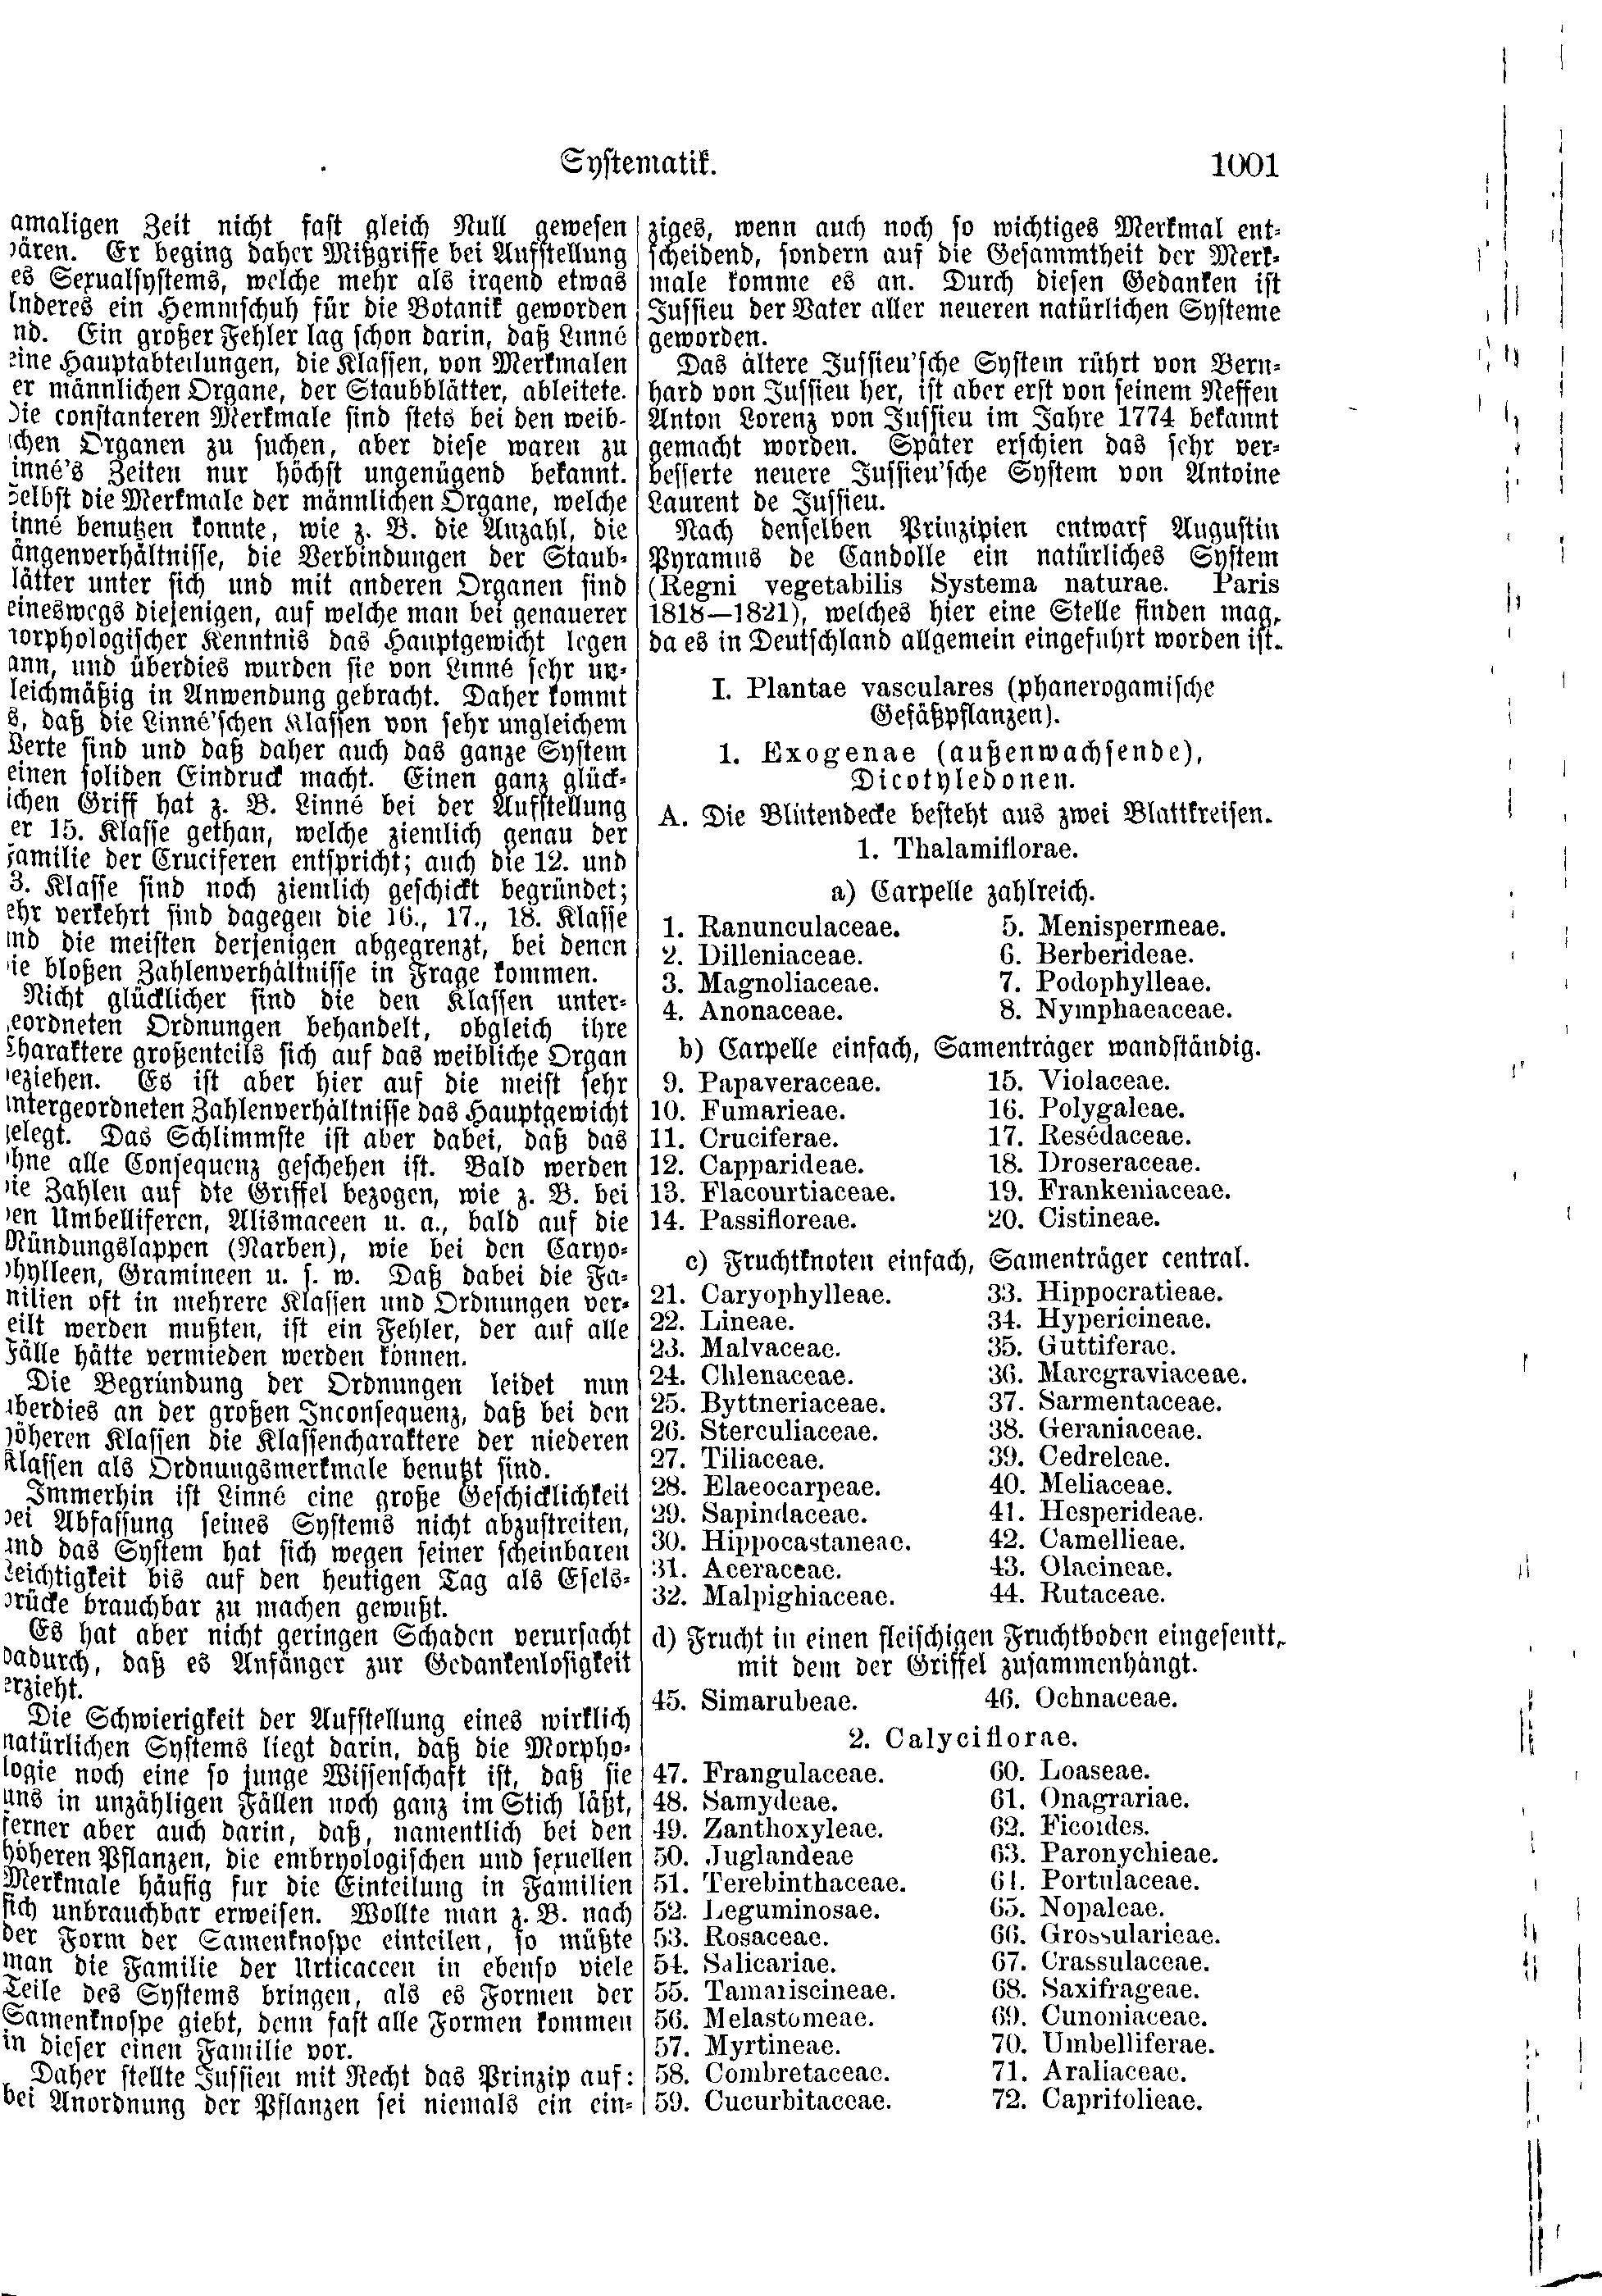 Systematik.
1001
amaligen Zeit nicht fast gleich Null gewesen
ären. Er beging daher Mißgriffe bei Aufstellung
es Sexualsystems, welche mehr als irgend etwas
nderes ein Hemmschuh für die Botanik geworden
nd. Ein großer Fehler lag schon darin, daß Linné
eine Hauptabteilungen, die Klassen, von Merkmalen
er männlichen Organe, der Staubblätter, ableitete.
Die constanteren Merkmale sind stets bei den weib-
chen Organen zu suchen, aber diese waren zu
inné's Zeiten nur höchst ungenügend bekannt.
Selbst die Merkmale der männlichen Organe, welche
inné benutzen konnte, wie z. B. die Anzahl, die
ängenverhältnisse, die Verbindungen der Staub-
lätter unter sich und mit anderen Organen sind
eineswegs diejenigen, auf welche man bei genauerer
norphologischer Kenntnis das Hauptgewicht legen
ann, und überdies wurden sie von Linné sehr un-
leichmäßig in Anwendung gebracht. Daher kommt
s, daß die Linné'schen Klassen von sehr ungleichem
Werte sind und daß daher auch das ganze System
einen soliden Eindruck macht. Einen ganz glück-
ichen Griff hat z. B. Linné bei der Aufstellung
er 15. Klasse gethan, welche ziemlich genau der
Familie der Cruciferen entspricht; auch die 12. und
3. Klasse sind noch ziemlich geschickt begründet;
ehr verkehrt sind dagegen die 16., 17., 18. Klasse
und die meisten derjenigen abgegrenzt, bei denen
die bloßen Zahlenverhältnisse in Frage kommen.
Nicht glücklicher sind die den Klassen unter-
eordneten Ordnungen behandelt, obgleich ihre
Charaktere großenteils sich auf das weibliche Organ
eziehen. Es ist aber hier auf die meist sehr
untergeordneten Zahlenverhältnisse das Hauptgewicht
gelegt. Das Schlimmste ist aber dabei, daß das
ohne alle Consequenz geschehen ist. Bald werden
die Zahlen auf dte Griffel bezogen, wie z. B. bei
den Umbelliferen, Alismaceen u. a., bald auf die
Mündungslappen (Narben), wie bei den Caryo-
phylleen, Gramineen u. s. w. Daß dabei die Fa-
milien oft in mehrere Klassen und Ordnungen ver-
eilt werden mußten, ist ein Fehler, der auf alle
Fälle hätte vermieden werden können.
Die Begründung der Ordnungen leidet nun
überdies an der großen Inconsequenz, daß bei den
höheren Klassen die Klassencharaktere der niederen
Klassen als Ordnungsmerkmale benutzt sind.
Immerhin ist Linné eine große Geschicklichkeit
bei Abfassung seines Systems nicht abzustreiten,
und das System hat sich wegen seiner scheinbaren
Leichtigkeit bis auf den heutigen Tag als Esels-
brücke brauchbar zu machen gewußt.
Es hat aber nicht geringen Schaden verursacht
dadurch, daß es Anfänger zur Gedankenlosigkeit
erzieht.
Die Schwierigkeit der Aufstellung eines wirklich
natürlichen Systems liegt darin, daß die Morpho-
logie noch eine so junge Wissenschaft ist, daß sie
uns in unzähligen Fällen noch ganz im Stich läßt,
ferner aber auch darin, daß, namentlich bei den
höheren Pflanzen, die embryologischen und sexuellen
Merkmale häufig fur die Einteilung in Familien
sich unbrauchbar erweisen. Wollte man z. B. nach
der Form der Samenknospe einteilen, so müßte
man die Familie der Urticaceen in ebenso viele
Teile des Systems bringen, als es Formen der
Samenknospe giebt, denn fast alle Formen kommen
in dieser einen Familie vor.
Daher stellte Jussieu mit Recht das Prinzip auf:
bei Anordnung der Pflanzen sei niemals ein ein-
ziges, wenn auch noch so wichtiges Merkmal ent-
scheidend, sondern auf die Gesammtheit der Merk-
male komme es an. Durch diesen Gedanken ist
Jussieu der Vater aller neueren natürlichen Systeme
geworden.
Das ältere Jussieu'sche System rührt von Bern-
hard von Jussieu her, ist aber erst von seinem Neffen
Anton Lorenz von Jussieu im Jahre 1774 bekannt
gemacht worden. Später erschien das sehr ver-
besserte neuere Jussieu'sche System von Antoine
Laurent de Jussieu.
Nach denselben Prinzipien entwarf Augustin
Pyramus de Candolle ein natürliches System
(Regni vegetabilis Systema naturae. Paris
1818—1821), welches hier eine Stelle finden mag,
da es in Deutschland allgemein eingeführt worden ist.
I. Plantae vasculares (phanerogamische
Gefäßpflanzen).
1. Exogenae (außenwachsende),
Dicotyledonen.
A. Die Blütendecke besteht aus zwei Blattkreisen.
1. Thalamiflorae.
a) Carpelle zahlreich.
1. Ranunculaceae.
2. Dilleniaceae.
3. Magnoliaceae.
4. Anonaceae.
5. Menispermeae.
6. Berberideae.
7. Podophylleae.
8. Nymphaeaceae.
b) Carpelle einfach, Samenträger wandständig.
9. Papaveraceae.
10. Fumarieae.
11. Cruciferae.
12. Capparideae.
13. Flacourtiaceae.
14. Passifloreae.
15. Violaceae.
16. Polygaleae.
17. Resedaceae.
18. Droseraceae.
19. Frankeniaceae.
20. Cistineae.
c) Fruchtknoten einfach, Samenträger central.
21. Caryophylleae.
22. Lineae.
23. Malvaceae.
24. Chlenaceae.
25. Byttneriaceae.
26. Sterculiaceae.
27. Tiliaceae.
28. Elaeocarpeae.
29. Sapindaceae.
30. Hippocastaneae.
31. Aceraceae.
32. Malpighiaceae.
33. Hippocratieae.
34. Hypericineae.
35. Guttiferae.
36. Marcgraviaceae.
37. Sarmentaceae.
38. Geraniaceae.
39. Cedreleae.
40. Meliaceae.
41. Hesperideae.
42. Camellieae.
43. Olacineae.
44. Rutaceae.
d) Frucht in einen fleischigen Fruchtboden eingesenkt,
mit dem der Griffel zusammenhängt.
45. Simarubeae.
46. Ochnaceae.
2. Calyciflorae.
47. Frangulaceae.
48. Samydeae.
49. Zanthoxyleae.
50. Juglandeae
51. Terebinthaceae.
52. Leguminosae.
53. Rosaceae.
54. Salicariae.
55. Tamariscineae.
56. Melastomeae.
57. Myrtineae.
58. Combretaceae.
59. Cucurbitaceae.
60. Loaseae.
61. Onagrariae.
62. Ficoides.
63. Paronychieae.
64. Portulaceae.
65. Nopaleae.
66. Grossularieae.
67. Crassulaceae.
68. Saxifrageae.
69. Cunoniaceae.
70. Umbelliferae.
71. Araliaceae.
72. Caprifolieae.